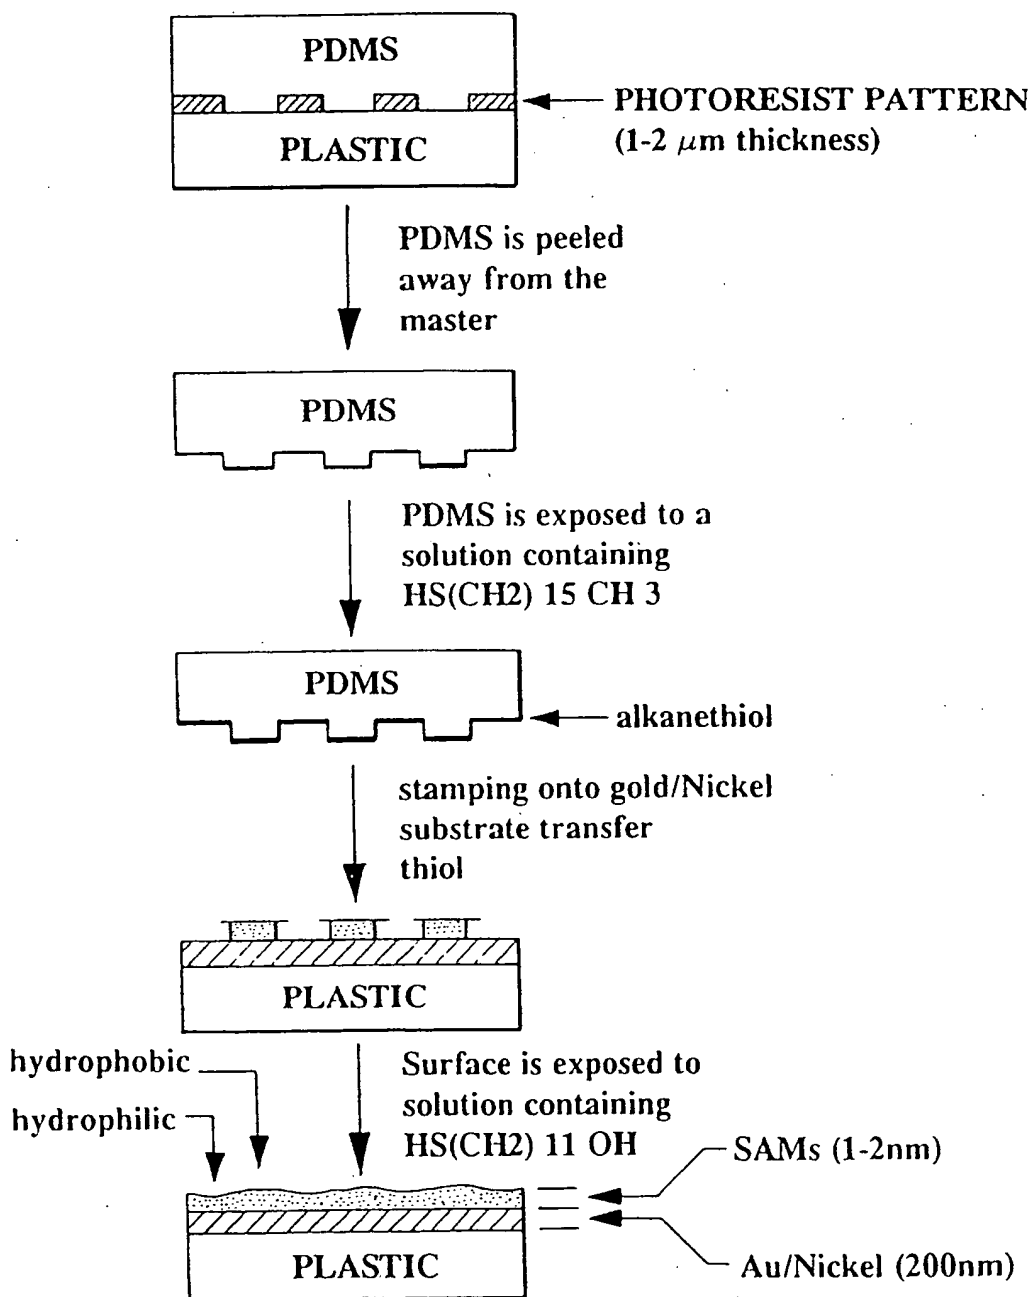 PDMS
PHOTORESIST PATTERN
(1-2 μm thickness)
PLASTIC
PDMS is peeled
away from the
master
PDMS
PDMS is exposed to a
solution containing
HS(CH2) 15 CH 3
PDMS
alkanethiol
stamping onto gold/Nickel
substrate transfer
thiol
PLASTIC
hydrophobic
hydrophilic
Surface is exposed to
solution containing
HS(CH2) 11 OH
SAMs (1-2nm)
PLASTIC
Au/Nickel (200nm)